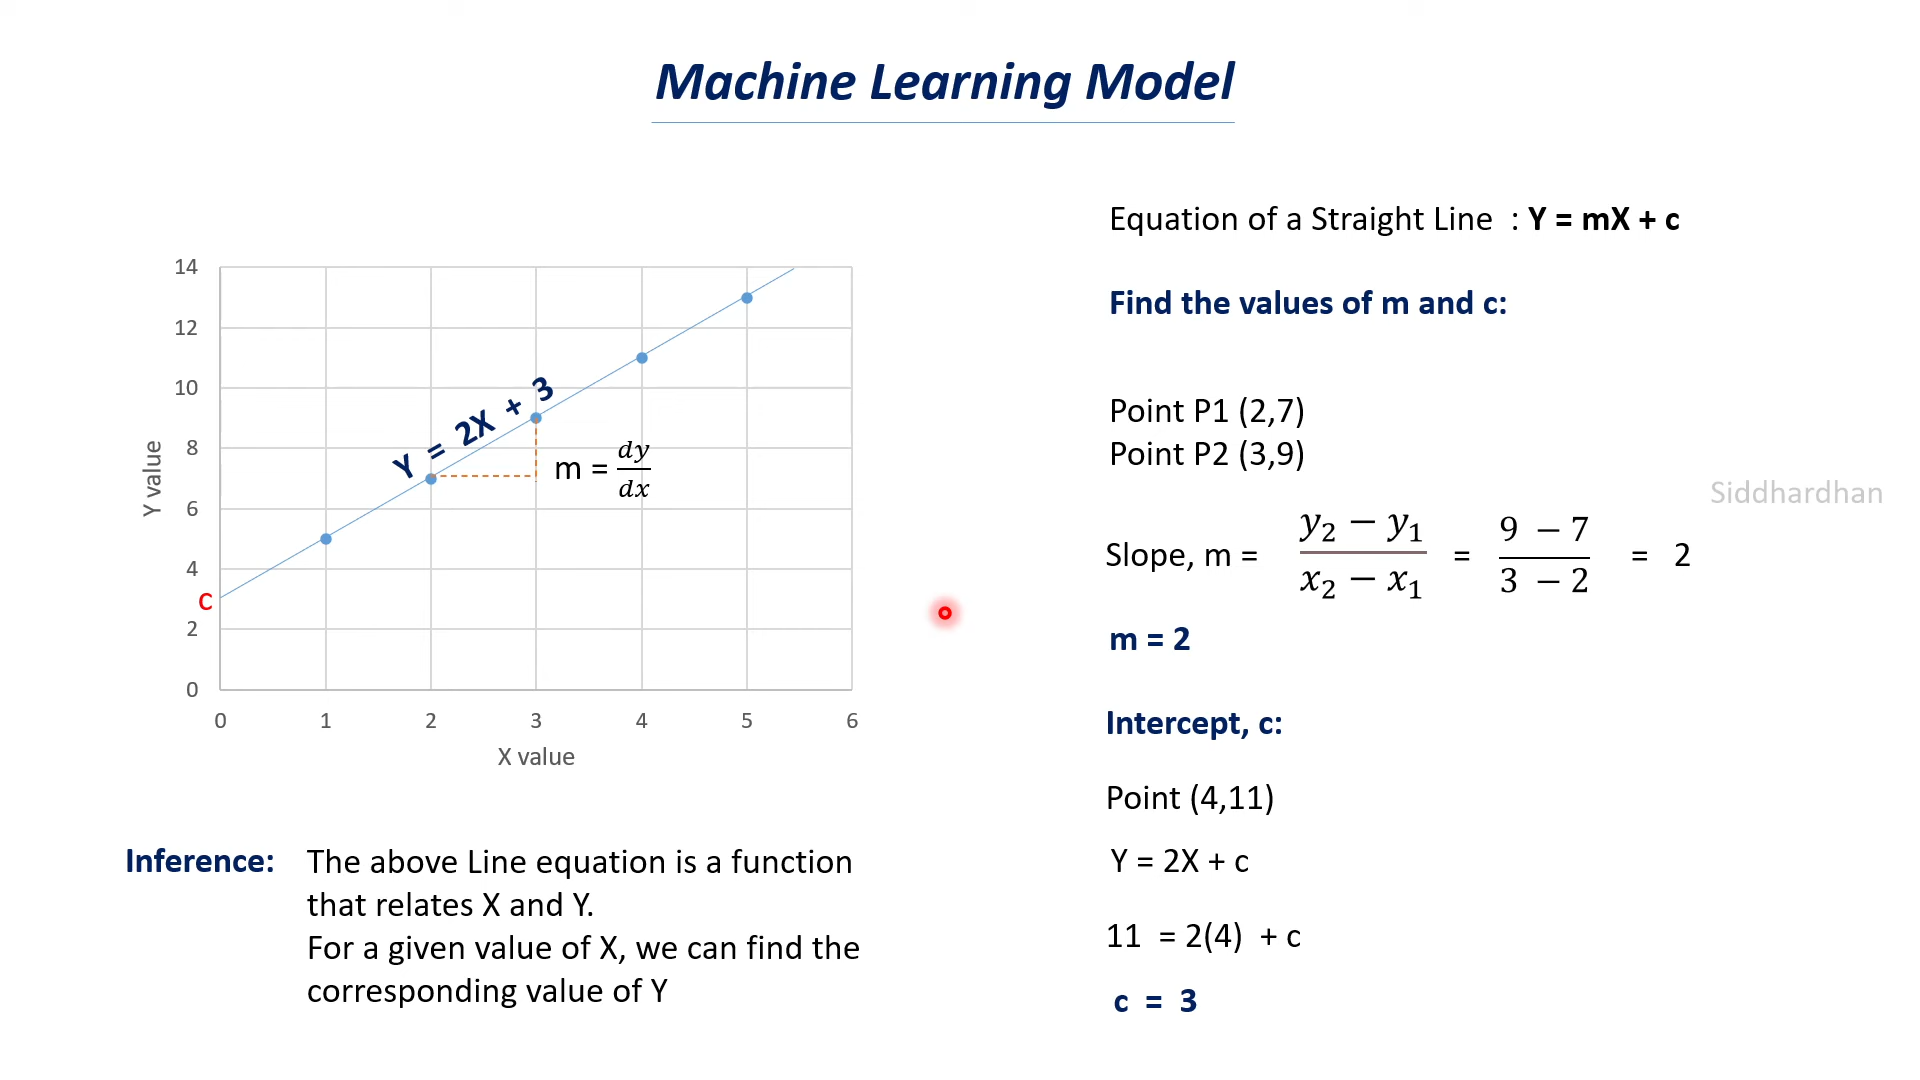 Machine Learning Model
Equation of a Straight Line : Y = mX + c
Find the values of m and c:
14
12
10
8
6
4
2
0
Y value
c
Y = 2X + 3
m = dy/dx
0 1 2 3 4 5 6
X value
Point P1 (2,7)
Point P2 (3,9)
Siddhardhan
Slope, m = y₂ − y₁ / x₂ − x₁ = 9 − 7 / 3 − 2 = 2
m = 2
Intercept, c:
Point (4,11)
Y = 2X + c
11 = 2(4) + c
c = 3
Inference: The above Line equation is a function
that relates X and Y.
For a given value of X, we can find the
corresponding value of Y